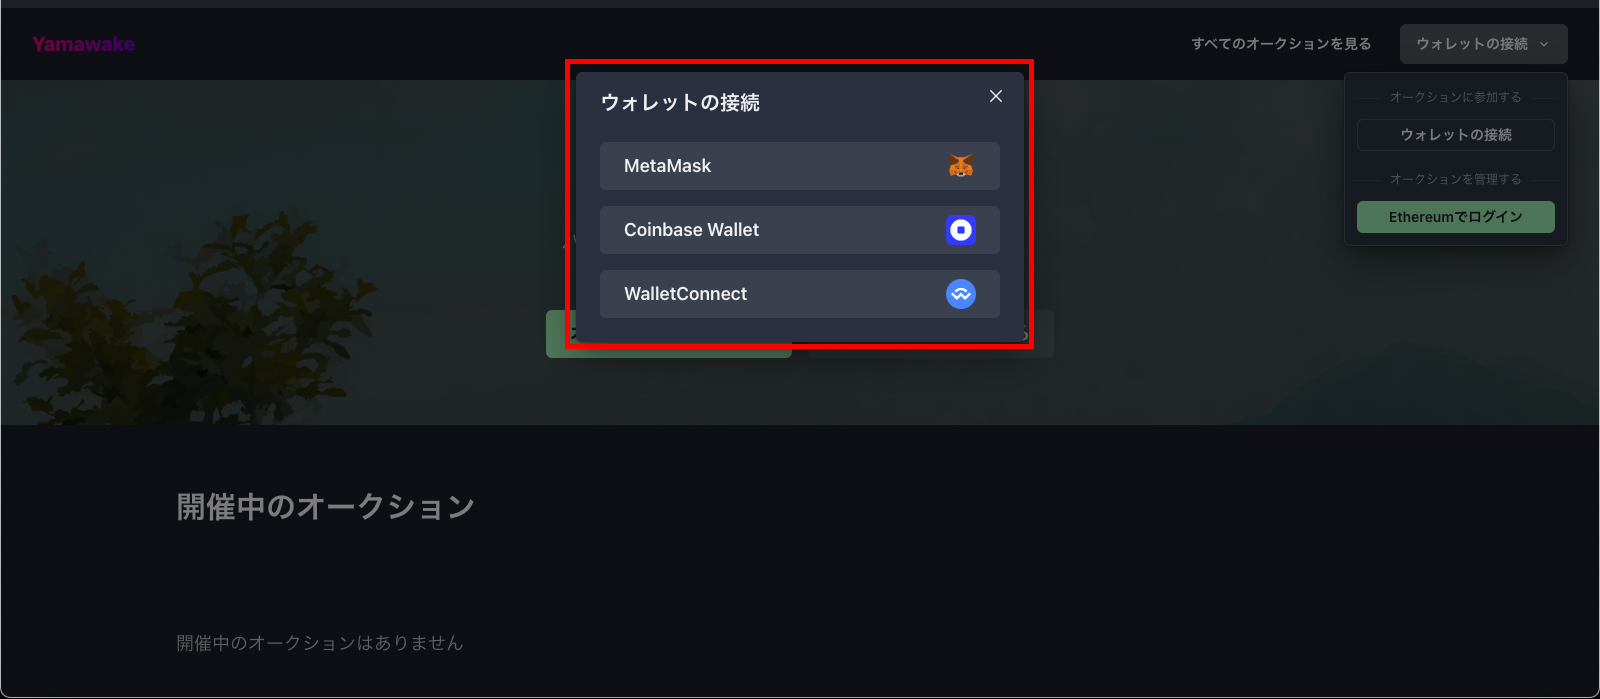 Yamawake
すべてのオークションを見る
ウォレットの接続
オークションに参加する
ウォレットの接続
オークションを管理する
Ethereumでログイン
ウォレットの接続
MetaMask
Coinbase Wallet
WalletConnect
開催中のオークション
開催中のオークションはありません